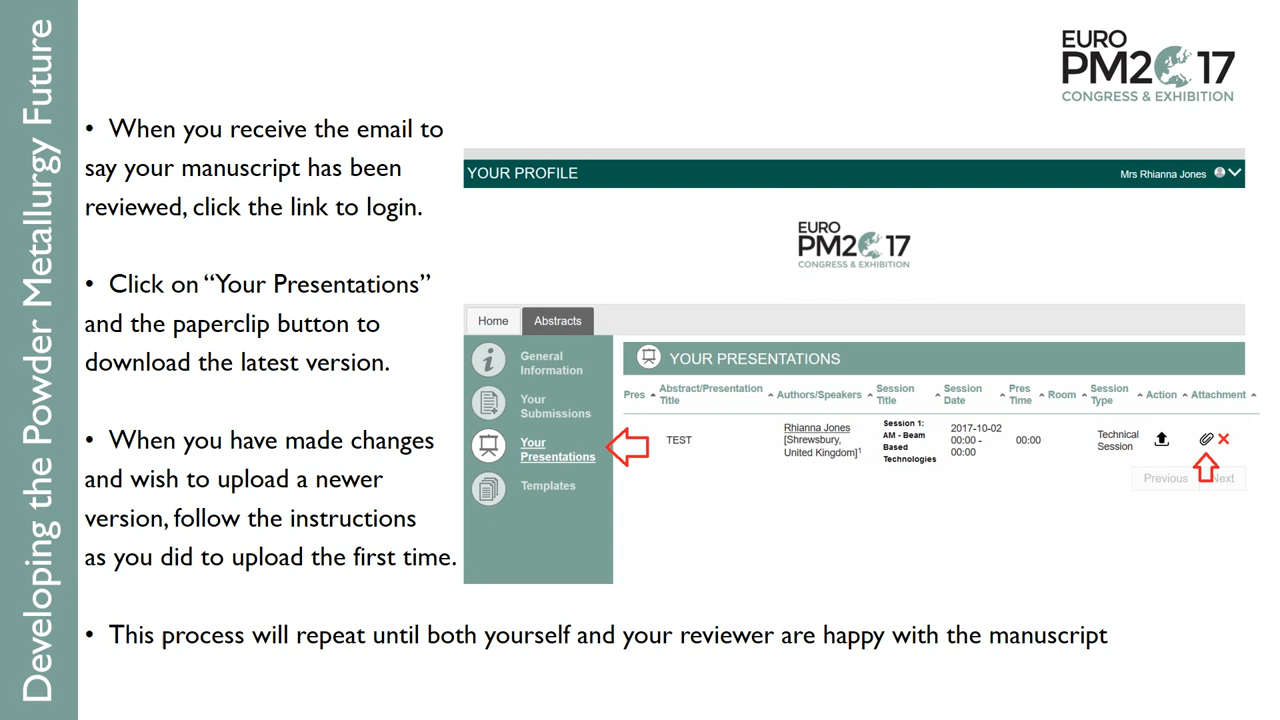 Developing the Powder Metallurgy Future
EURO
PM2017
CONGRESS & EXHIBITION
• When you receive the email to
say your manuscript has been
reviewed, click the link to login.
• Click on “Your Presentations”
and the paperclip button to
download the latest version.
• When you have made changes
and wish to upload a newer
version, follow the instructions
as you did to upload the first time.
• This process will repeat until both yourself and your reviewer are happy with the manuscript
YOUR PROFILE
Mrs Rhianna Jones
EURO
PM2017
CONGRESS & EXHIBITION
Home
Abstracts
General
Information
Your
Submissions
Your
Presentations
Templates
YOUR PRESENTATIONS
Pres
Abstract/Presentation
Title
Authors/Speakers
Session
Title
Session
Date
Pres
Time
Room
Session
Type
Action
Attachment
TEST
Rhianna Jones
[Shrewsbury,
United Kingdom]¹
Session 1:
AM - Beam
Based
Technologies
2017-10-02
00:00 -
00:00
00:00
Technical
Session
Previous